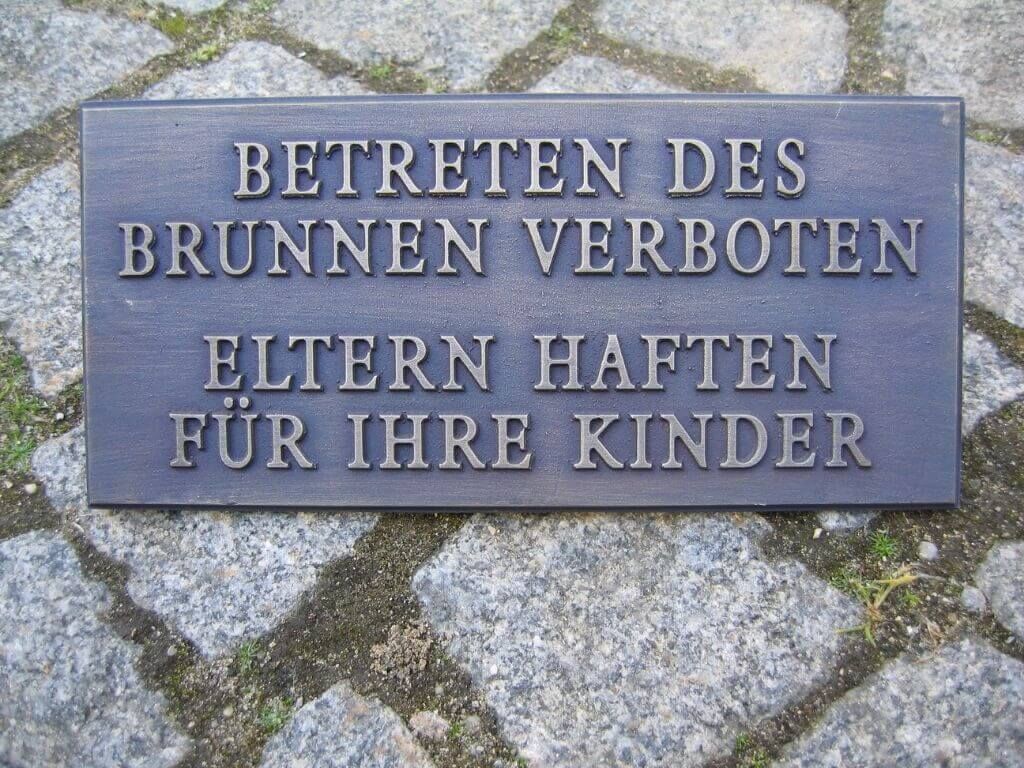 BETRETEN DES
BRUNNEN VERBOTEN
ELTERN HAFTEN
FÜR IHRE KINDER